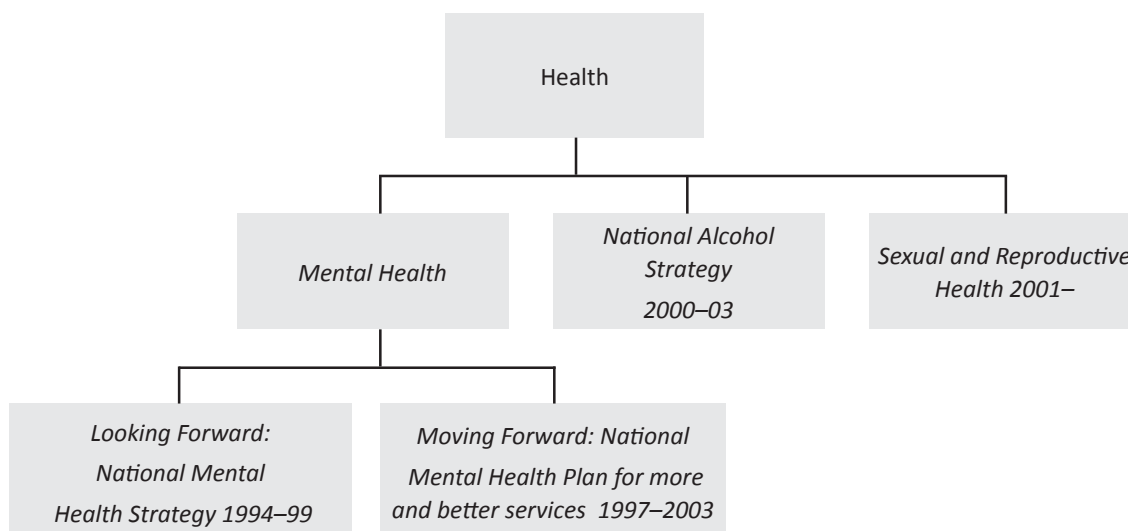 Health
Mental Health
National Alcohol
Strategy
2000–03
Sexual and Reproductive
Health 2001–
Looking Forward:
National Mental
Health Strategy 1994–99
Moving Forward: National
Mental Health Plan for more
and better services 1997–2003